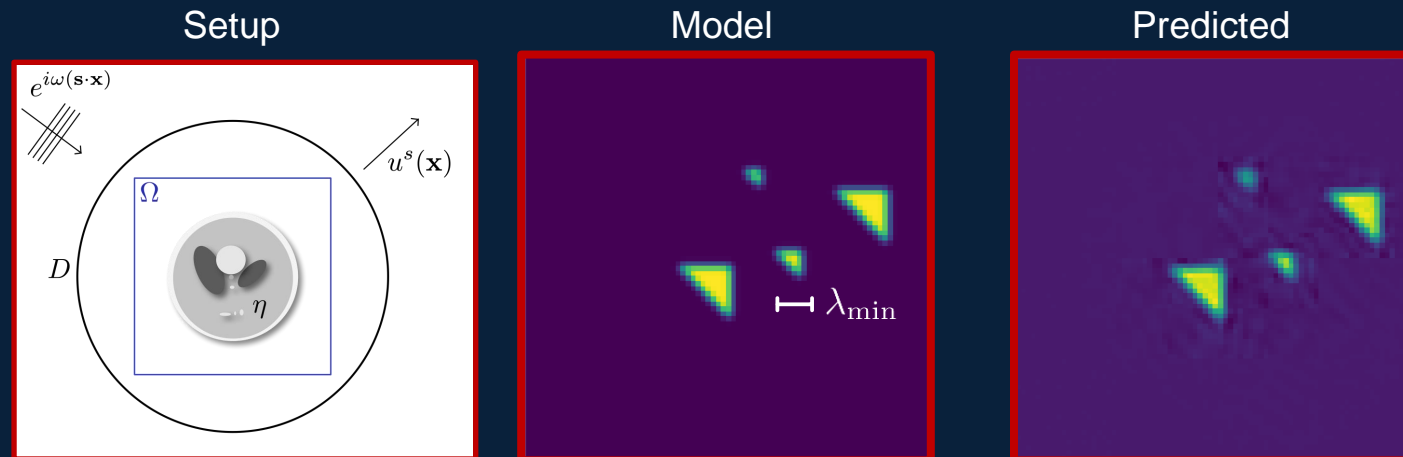 Setup
Model
Predicted
e^{iω(s·x)}
u^s(x)
Ω
D
η
λ_min